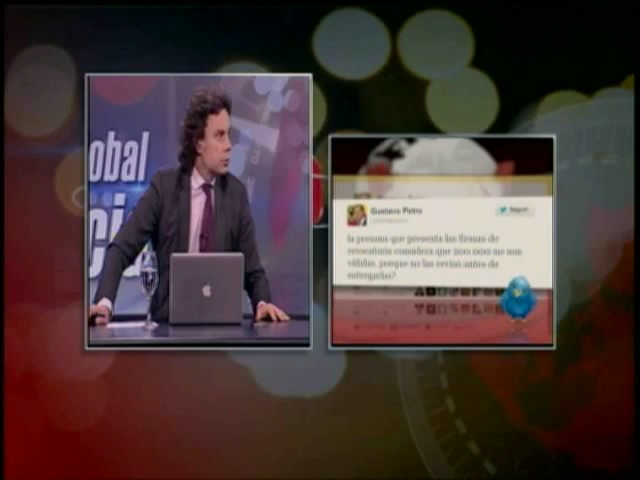 obal
ci
Gustavo Petro
Seguir
la persona que presenta las firmas de
revocatoria considera que 200.000 no son
válidas, porque no las revisó antes de
entregarlas?